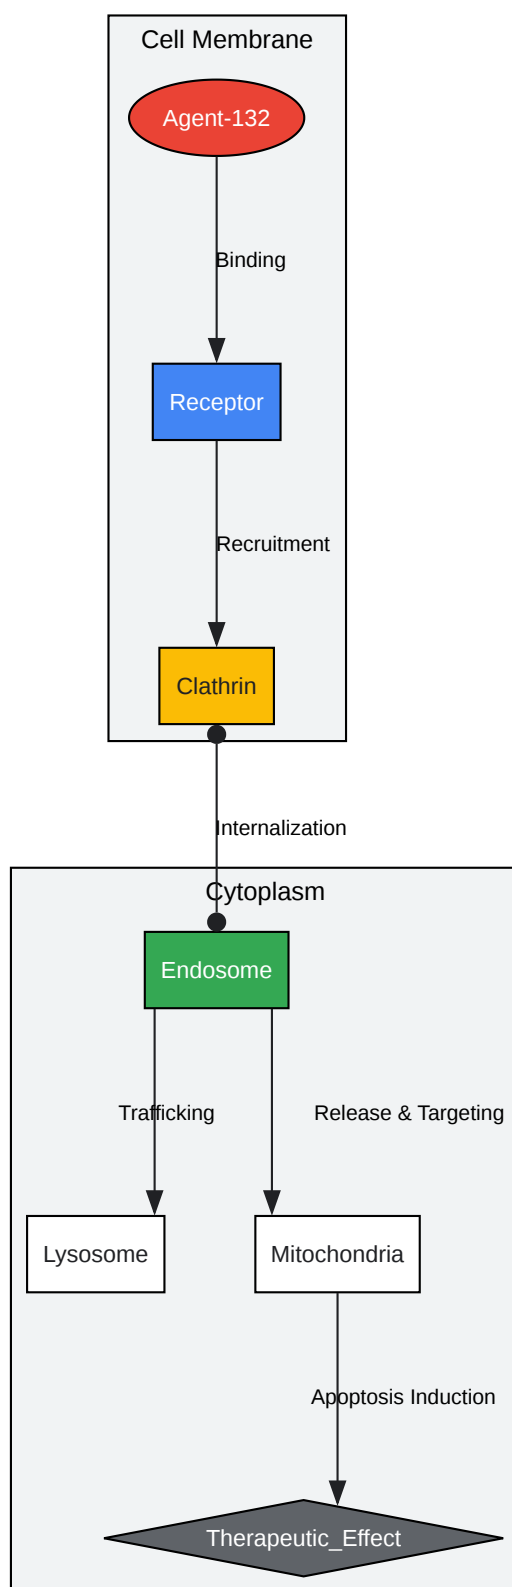 Cell Membrane
Agent-132
Binding
Receptor
Recruitment
Clathrin
Internalization
Cytoplasm
Endosome
Trafficking
Release & Targeting
Lysosome
Mitochondria
Apoptosis Induction
Therapeutic_Effect